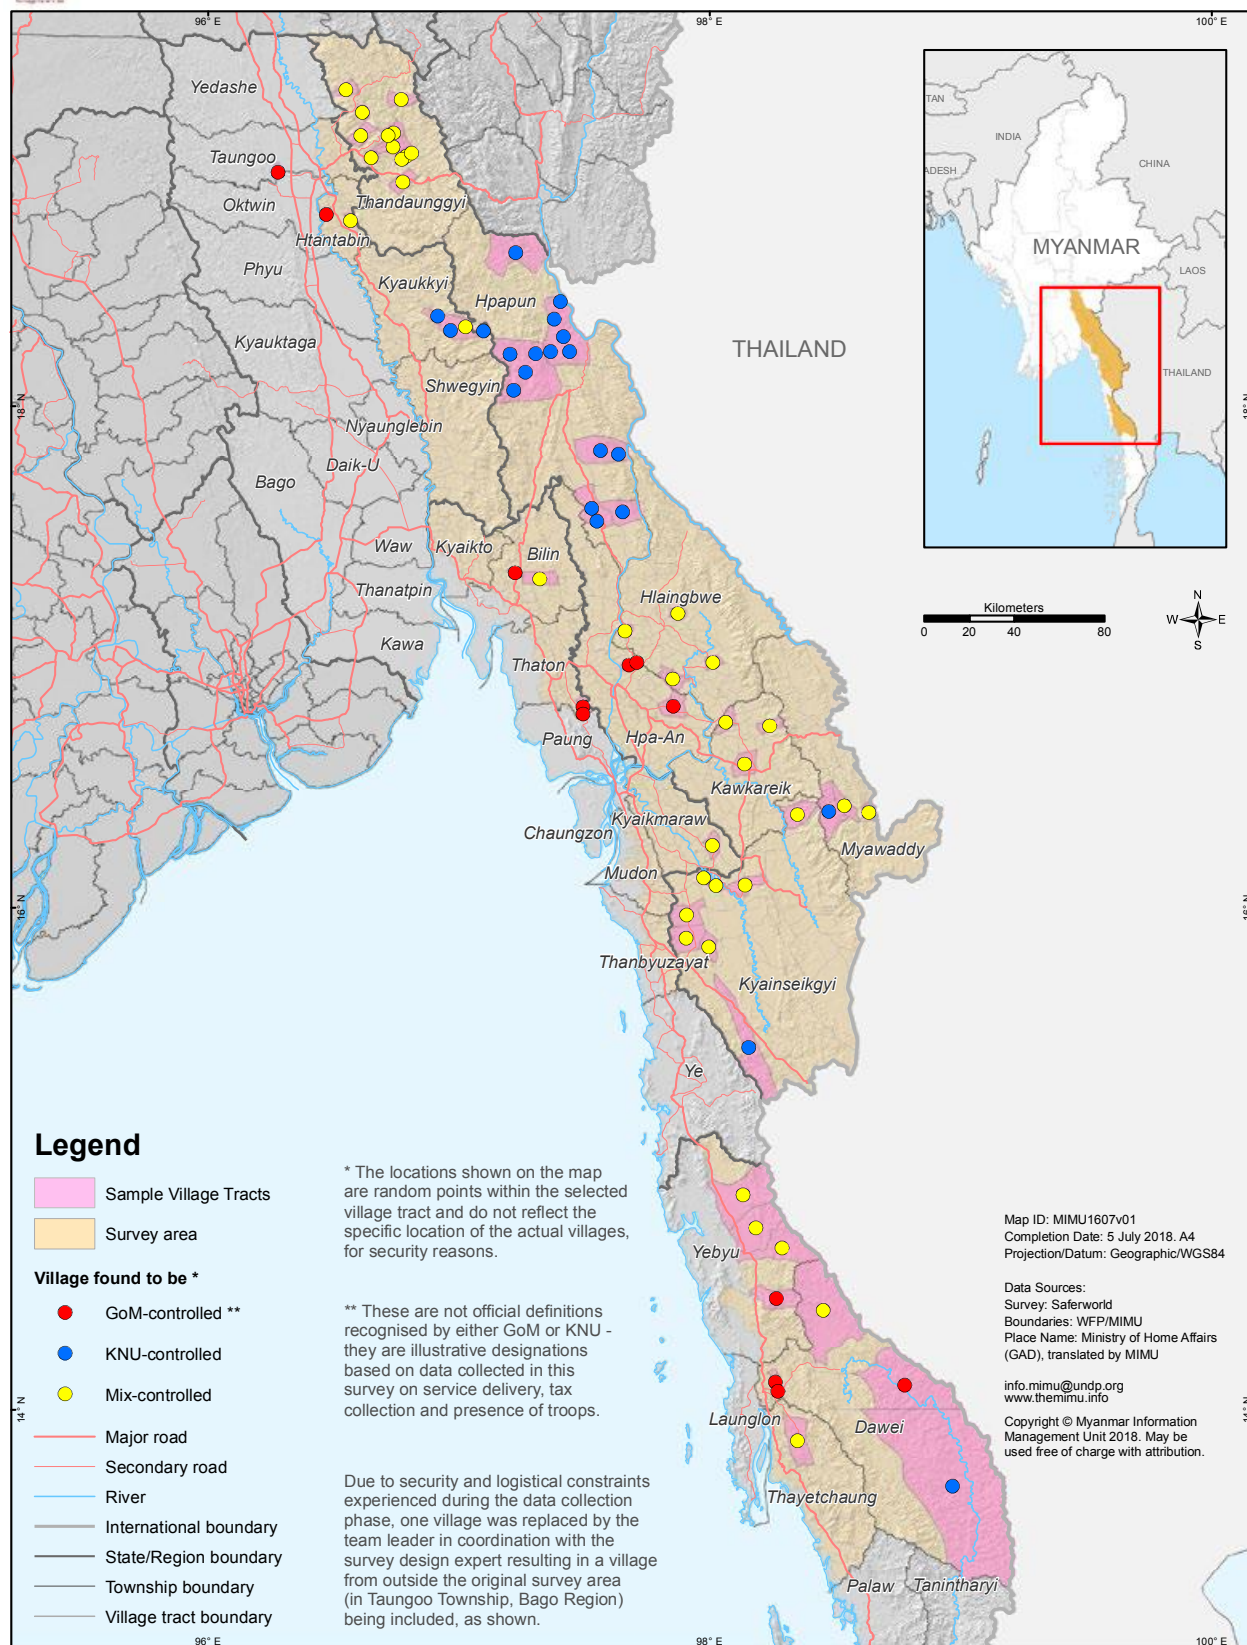 96° E
98° E
100° E
Yedashe
Taungoo
Oktwin
Thandaunggyi
Htantabin
Phyu
Kyaukkyi
Hpapun
Kyauktaga
Shwegyin
Nyaunglebin
Daik-U
Bago
Waw
Kyaikto
Bilin
Thanatpin
Hlaingbwe
Kawa
Thaton
Paung
Hpa-An
Kawkareik
Chaungzon
Kyaikmaraw
Myawaddy
Mudon
Thanbyuzayat
Kyainseikgyi
Ye
Yebyu
Launglon
Dawei
Thayetchaung
Palaw
Tanintharyi
THAILAND
18° N
18° N
16° N
16° N
14° N
14° N
TAN
INDIA
CHINA
ADESH
MYANMAR
LAOS
THAILAND
Kilometers
0 20 40 80
N
W E
S
Legend
Sample Village Tracts
Survey area
Village found to be *
GoM-controlled **
KNU-controlled
Mix-controlled
Major road
Secondary road
River
International boundary
State/Region boundary
Township boundary
Village tract boundary
* The locations shown on the map
are random points within the selected
village tract and do not reflect the
specific location of the actual villages,
for security reasons.
** These are not official definitions
recognised by either GoM or KNU -
they are illustrative designations
based on data collected in this
survey on service delivery, tax
collection and presence of troops.
Due to security and logistical constraints
experienced during the data collection
phase, one village was replaced by the
team leader in coordination with the
survey design expert resulting in a village
from outside the original survey area
(in Taungoo Township, Bago Region)
being included, as shown.
Map ID: MIMU1607v01
Completion Date: 5 July 2018. A4
Projection/Datum: Geographic/WGS84
Data Sources:
Survey: Saferworld
Boundaries: WFP/MIMU
Place Name: Ministry of Home Affairs
(GAD), translated by MIMU
info.mimu@undp.org
www.themimu.info
Copyright © Myanmar Information
Management Unit 2018. May be
used free of charge with attribution.
96° E
98° E
100° E